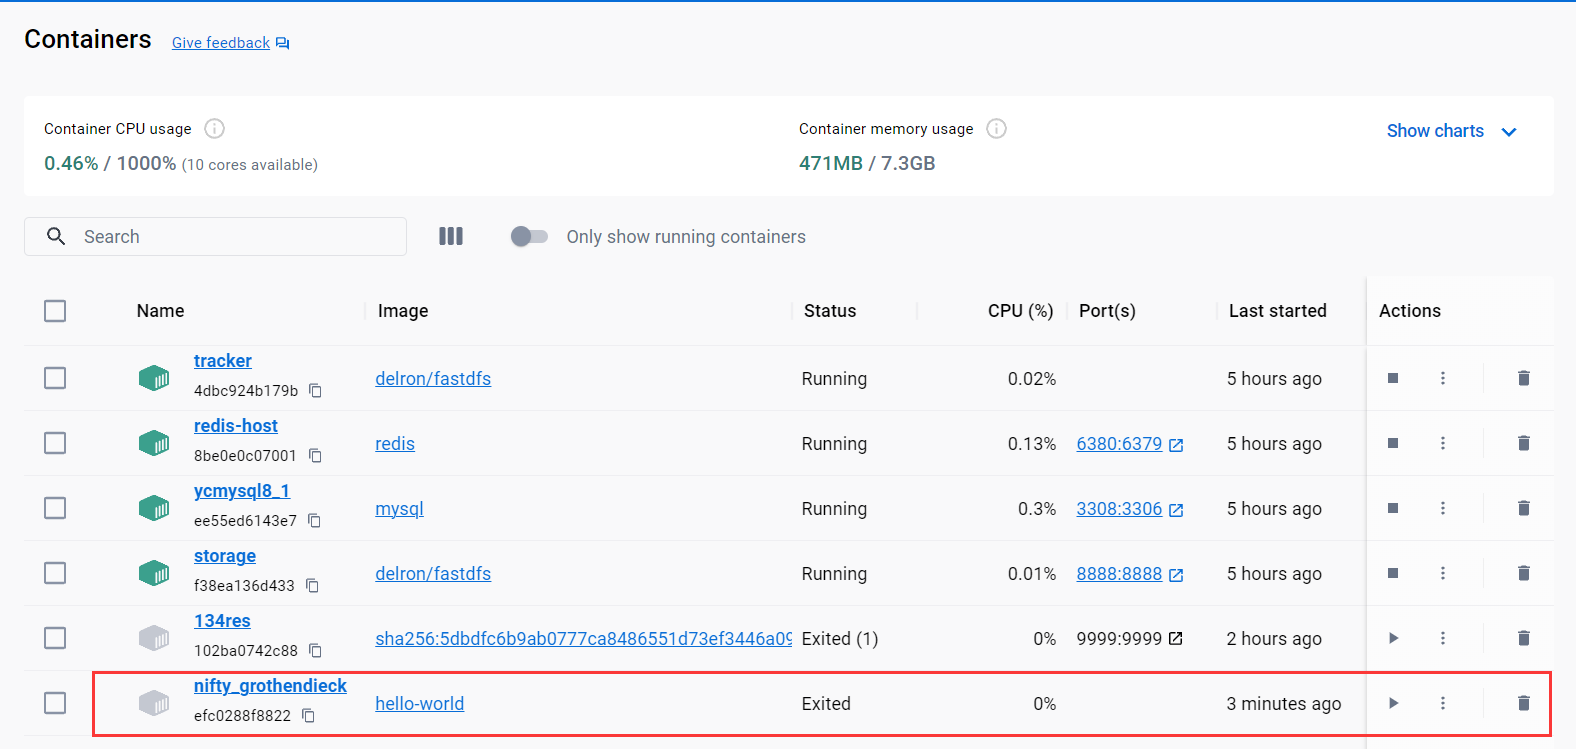 Containers Give feedback
Container CPU usage
0.46% / 1000% (10 cores available)
Container memory usage
471MB / 7.3GB
Show charts
Search
Only show running containers
Name Image Status CPU (%) Port(s) Last started Actions
tracker
4dbc924b179b
delron/fastdfs Running 0.02% 5 hours ago
redis-host
8be0e0c07001
redis Running 0.13% 6380:6379 5 hours ago
ycmysql8_1
ee55ed6143e7
mysql Running 0.3% 3308:3306 5 hours ago
storage
f38ea136d433
delron/fastdfs Running 0.01% 8888:8888 5 hours ago
134res
102ba0742c88
sha256:5dbdfc6b9ab0777ca8486551d73ef3446a09 Exited (1) 0% 9999:9999 2 hours ago
nifty_grothendieck
efc0288f8822
hello-world Exited 0% 3 minutes ago